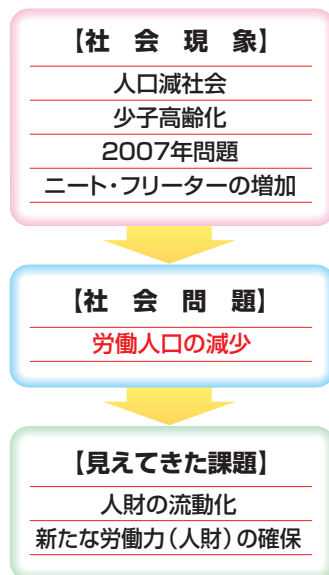 【社　会　現　象】
人口減社会
少子高齢化
2007年問題
ニート・フリーターの増加
【社　会　問　題】
労働人口の減少
【見えてきた課題】
人財の流動化
新たな労働力（人財）の確保